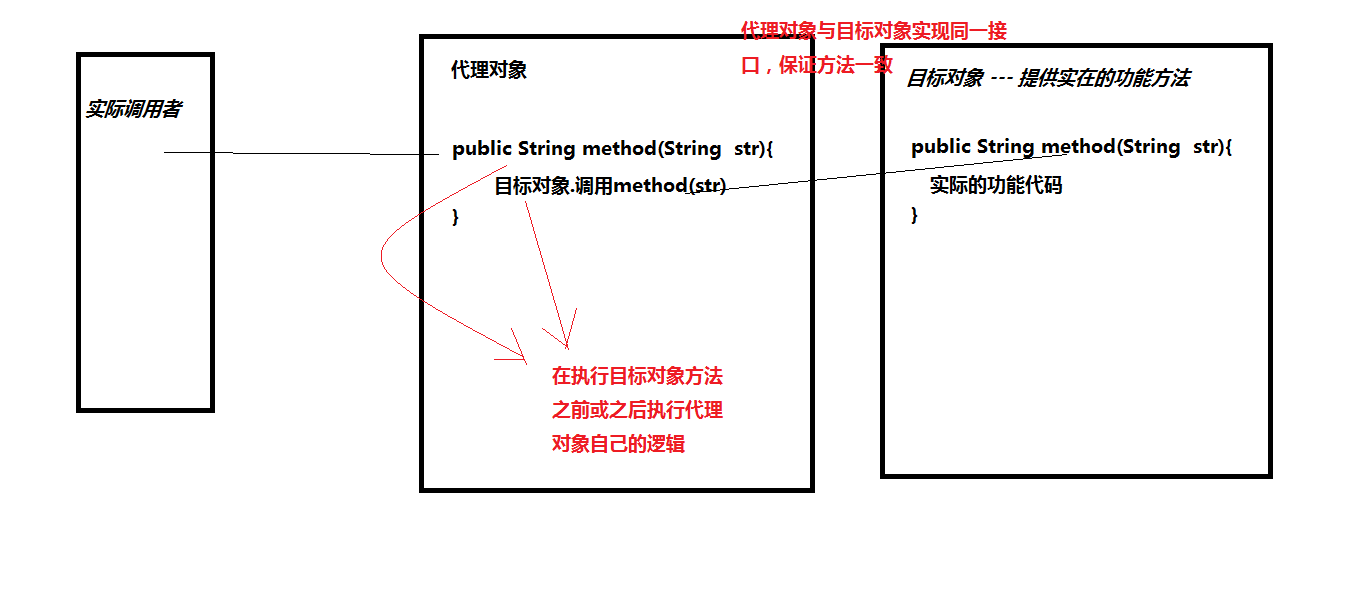 实际调用者
代理对象
public String method(String  str){
目标对象.调用method(str)
}
在执行目标对象方法
之前或之后执行代理
对象自己的逻辑
代理对象与目标对象实现同一接
口，保证方法一致
目标对象 --- 提供实在的功能方法
public String method(String  str){
实际的功能代码
}